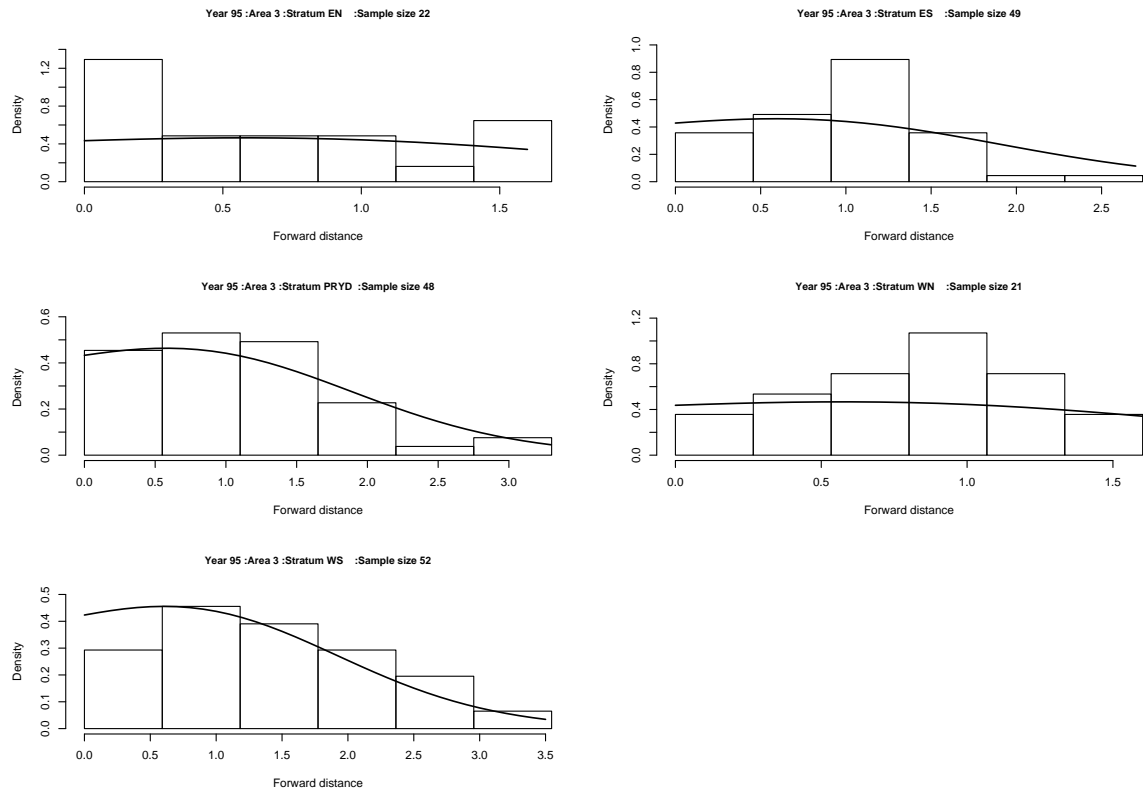 Year 95 :Area 3 :Stratum EN :Sample size 22
Density
0.0 0.4 0.8 1.2
0.0 0.5 1.0 1.5
Forward distance
Year 95 :Area 3 :Stratum ES :Sample size 49
Density
0.0 0.2 0.4 0.6 0.8 1.0
0.0 0.5 1.0 1.5 2.0 2.5
Forward distance
Year 95 :Area 3 :Stratum PRYD :Sample size 48
Density
0.0 0.2 0.4 0.6
0.0 0.5 1.0 1.5 2.0 2.5 3.0
Forward distance
Year 95 :Area 3 :Stratum WN :Sample size 21
Density
0.0 0.4 0.8 1.2
0.0 0.5 1.0 1.5
Forward distance
Year 95 :Area 3 :Stratum WS :Sample size 52
Density
0.0 0.1 0.2 0.3 0.4 0.5
0.0 0.5 1.0 1.5 2.0 2.5 3.0 3.5
Forward distance